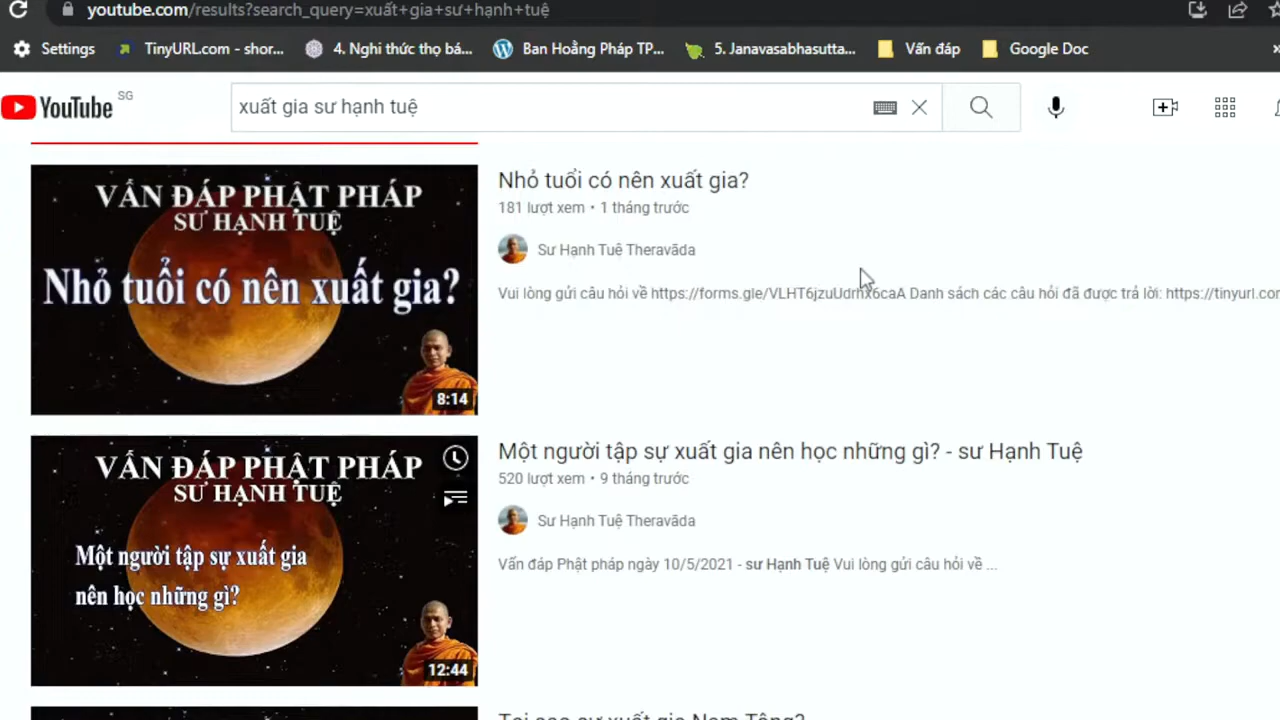 youtube.com/results?search_query=xuất+gia+sư+hạnh+tuệ
Settings
TinyURL.com - shor...
4. Nghi thức thọ bá...
Ban Hoằng Pháp TP...
5. Janavasabhasutta...
Vấn đáp
Google Doc
»
YouTube SG
xuất gia sư hạnh tuệ
VẤN ĐÁP PHẬT PHÁP
SƯ HẠNH TUỆ
Nhỏ tuổi có nên xuất gia?
8:14
Nhỏ tuổi có nên xuất gia?
181 lượt xem • 1 tháng trước
Sư Hạnh Tuệ Theravāda
Vui lòng gửi câu hỏi về https://forms.gle/VLHT6jzuUdrhx6caA Danh sách các câu hỏi đã được trả lời: https://tinyurl.co
VẤN ĐÁP PHẬT PHÁP
SƯ HẠNH TUỆ
Một người tập sự xuất gia
nên học những gì?
12:44
Một người tập sự xuất gia nên học những gì? - sư Hạnh Tuệ
520 lượt xem • 9 tháng trước
Sư Hạnh Tuệ Theravāda
Vấn đáp Phật pháp ngày 10/5/2021 - sư Hạnh Tuệ Vui lòng gửi câu hỏi về ...
Tại sao sư xuất gia Nam Tông?